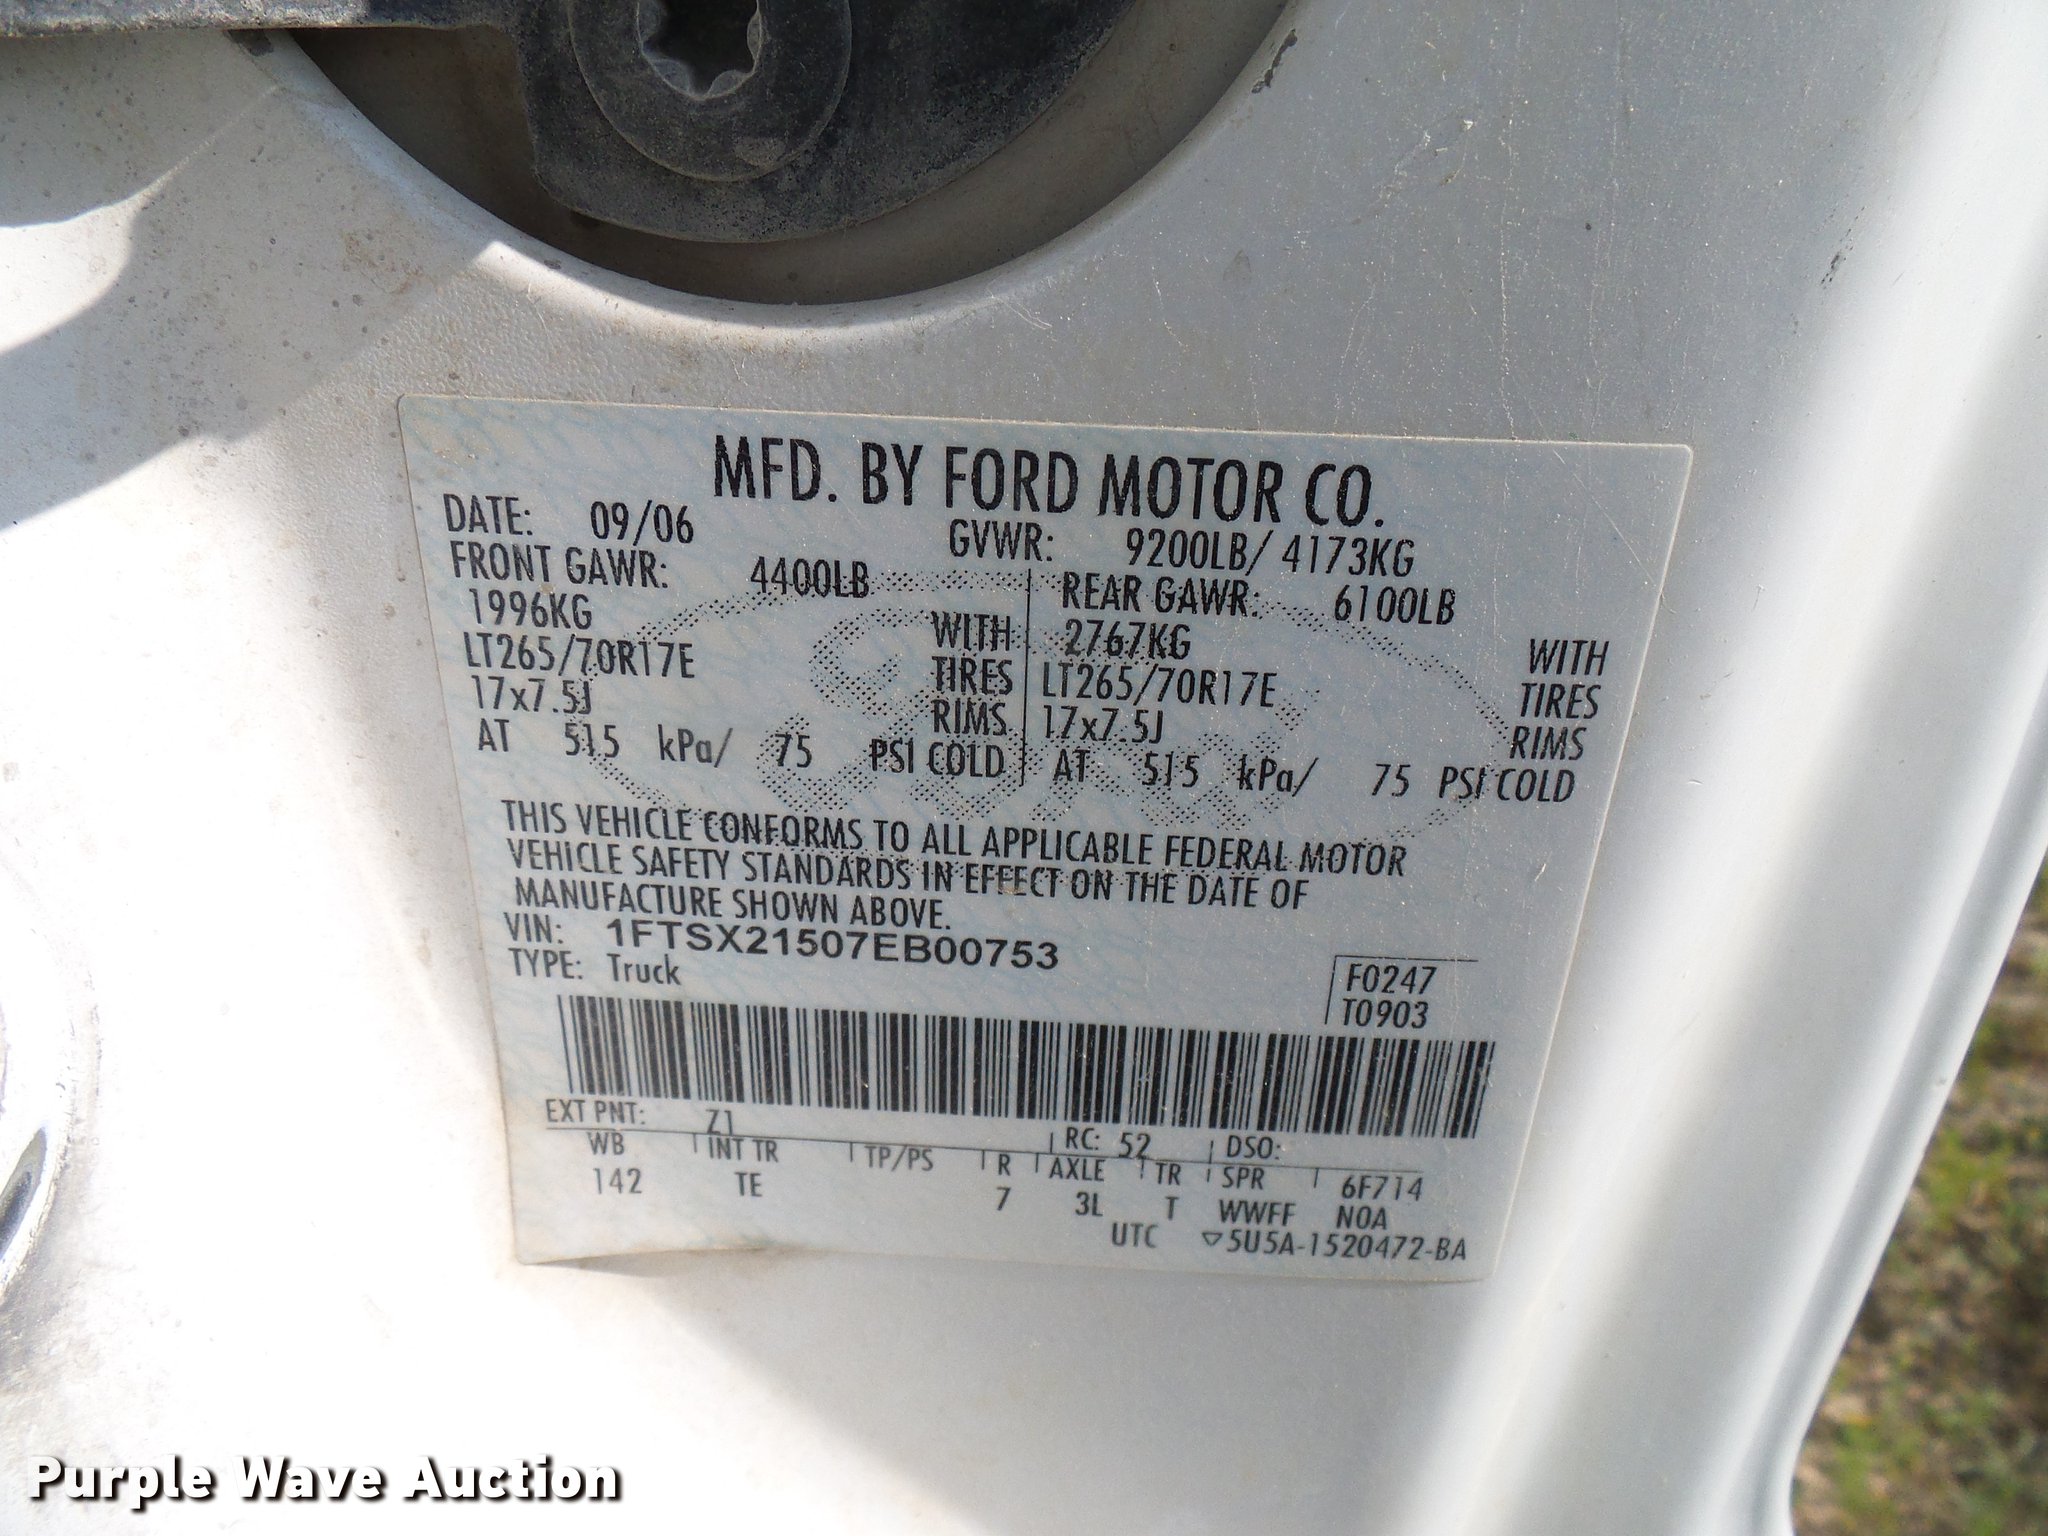 MFD. BY FORD MOTOR CO.
DATE: 09/06 GVWR: 9200LB/ 4173KG
FRONT GAWR: 4400LB REAR GAWR: 6100LB
1996KG WITH 2767KG WITH
LT265/70R17E TIRES LT265/70R17E TIRES
17x7.5J RIMS 17x7.5J RIMS
AT 515 kPa/ 75 PSI COLD AT 515 kPa/ 75 PSI COLD
THIS VEHICLE CONFORMS TO ALL APPLICABLE FEDERAL MOTOR
VEHICLE SAFETY STANDARDS IN EFFECT ON THE DATE OF
MANUFACTURE SHOWN ABOVE.
VIN: 1FTSX21507EB00753
TYPE: Truck
F0247
T0903
EXT PNT: Z1 RC: 52 DSO:
WB INT TR TP/PS R AXLE TR SPR 6F714
142 TE 7 3L T WWFF N0A
UTC ▽5U5A-1520472-BA
Purple Wave Auction